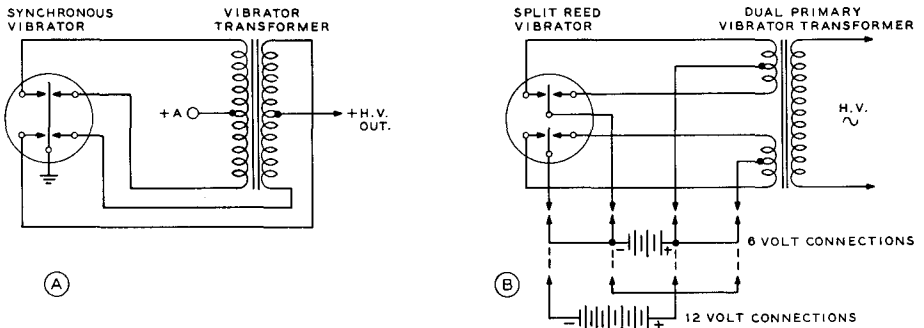 SYNCHRONOUS
VIBRATOR
VIBRATOR
TRANSFORMER
+A
+H.V.
OUT.
A
SPLIT REED
VIBRATOR
DUAL PRIMARY
VIBRATOR TRANSFORMER
H.V.
∿
- +
6 VOLT CONNECTIONS
B
- +
12 VOLT CONNECTIONS